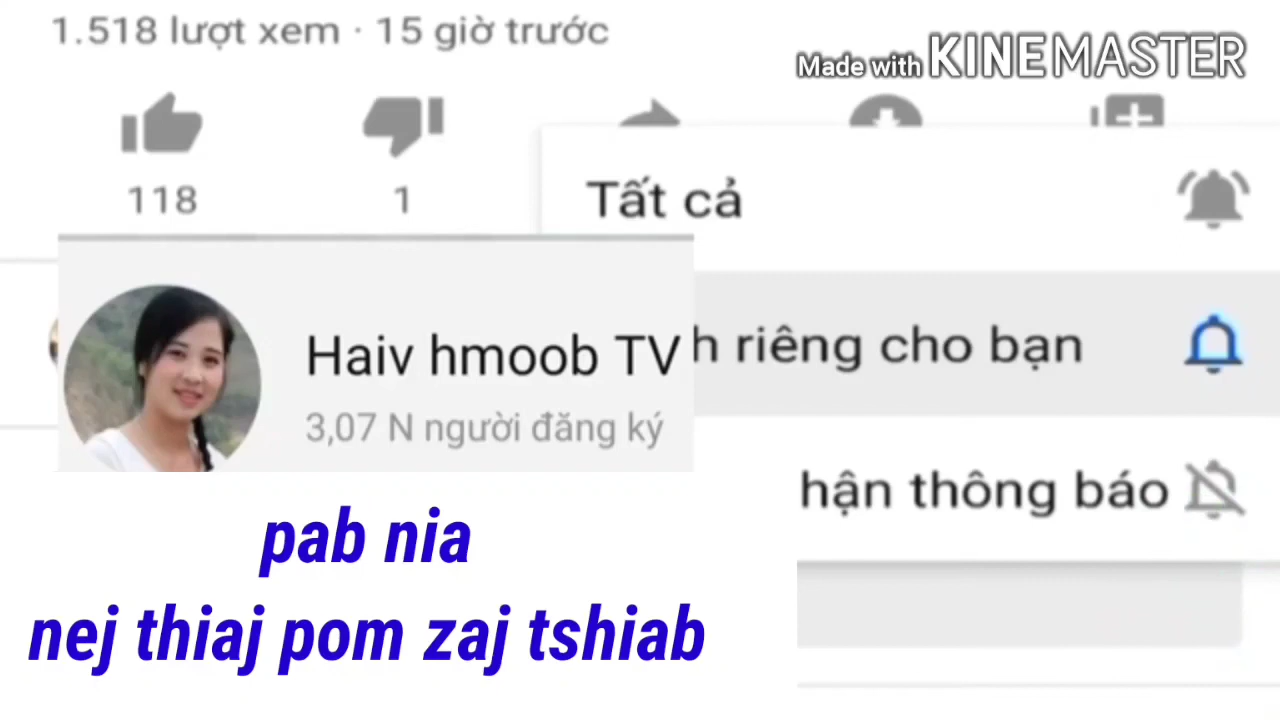 1.518 lượt xem · 15 giờ trước
Made with KINEMASTER
118
1
Tất cả
Haiv hmoob TV
h riêng cho bạn
3,07 N người đăng ký
hận thông báo
pab nia
nej thiaj pom zaj tshiab